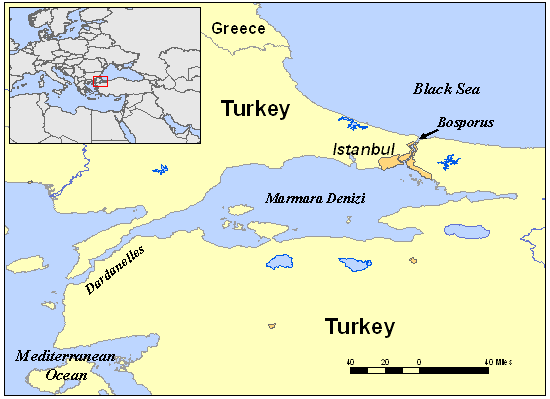 Greece
Black Sea
Turkey
Bosporus
Istanbul
Marmara Denizi
Dardanelles
Turkey
Mediterranean
Ocean
40 20 0 40 Miles